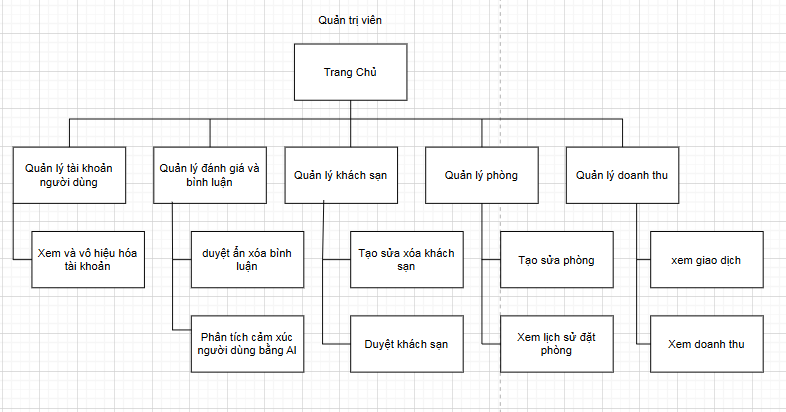 Quản trị viên
Trang Chủ
Quản lý tài khoản
người dùng
Quản lý đánh giá và
bình luận
Quản lý khách sạn
Quản lý phòng
Quản lý doanh thu
Xem và vô hiệu hóa
tài khoản
duyệt ẩn xóa bình
luận
Tạo sửa xóa khách
sạn
Tạo sửa phòng
xem giao dịch
Phân tích cảm xúc
người dùng bằng AI
Duyệt khách sạn
Xem lịch sử đặt
phòng
Xem doanh thu